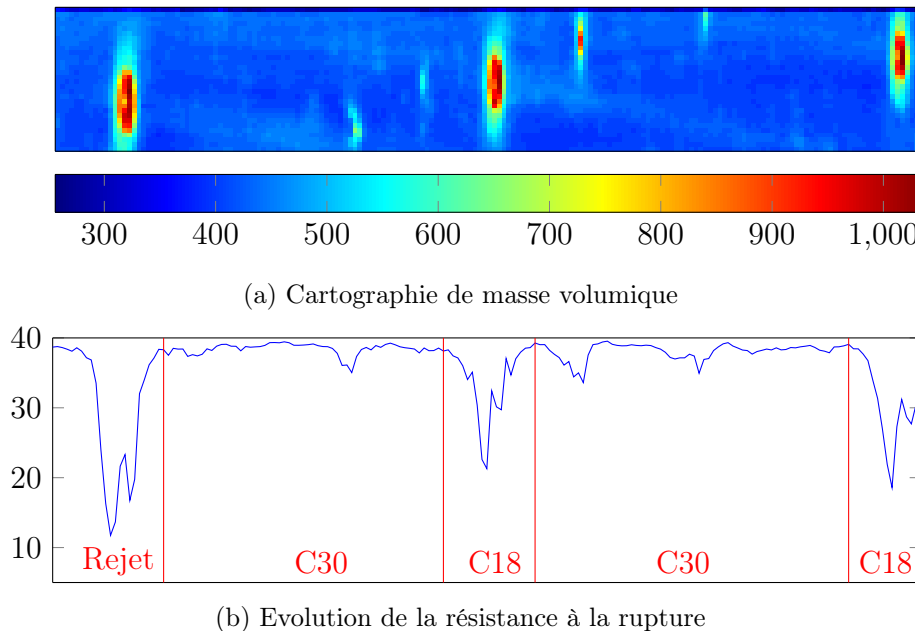 300 400 500 600 700 800 900 1,000
(a) Cartographie de masse volumique
40
30
20
10
Rejet C30 C18 C30 C18
(b) Evolution de la résistance à la rupture